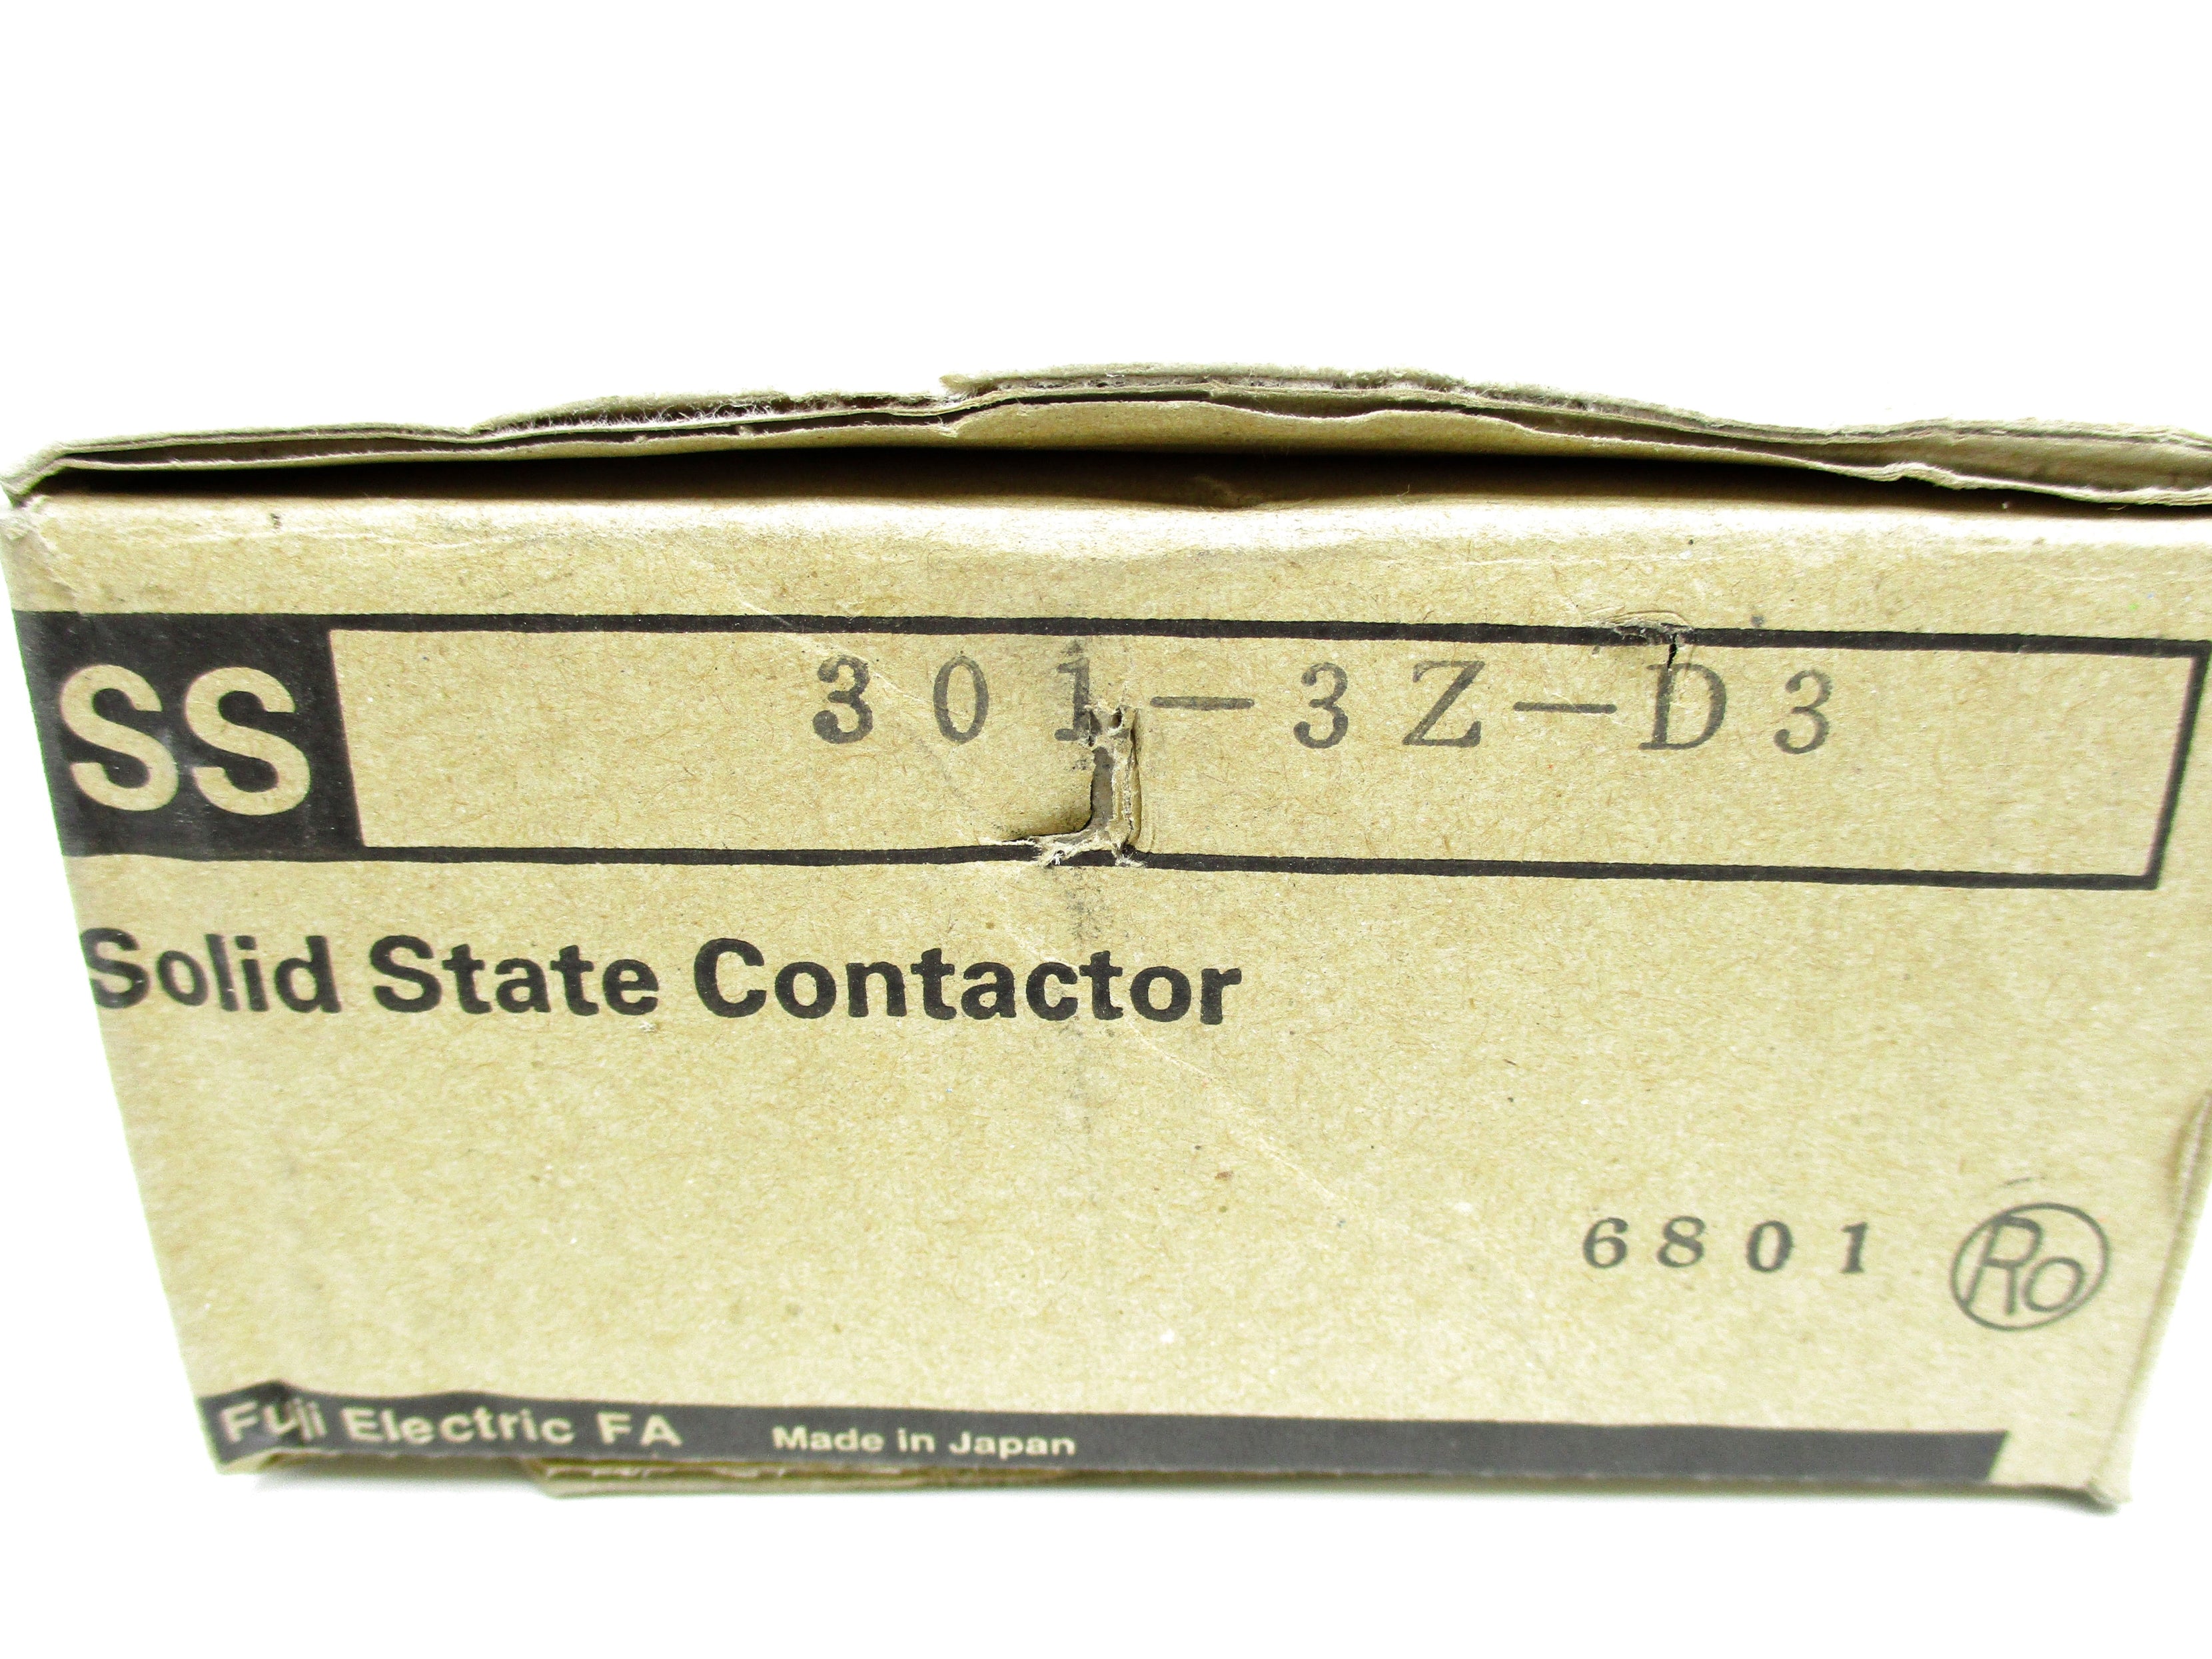 SS 301-3Z-D3
Solid State Contactor
6801 Ro
Fuji Electric FA Made in Japan